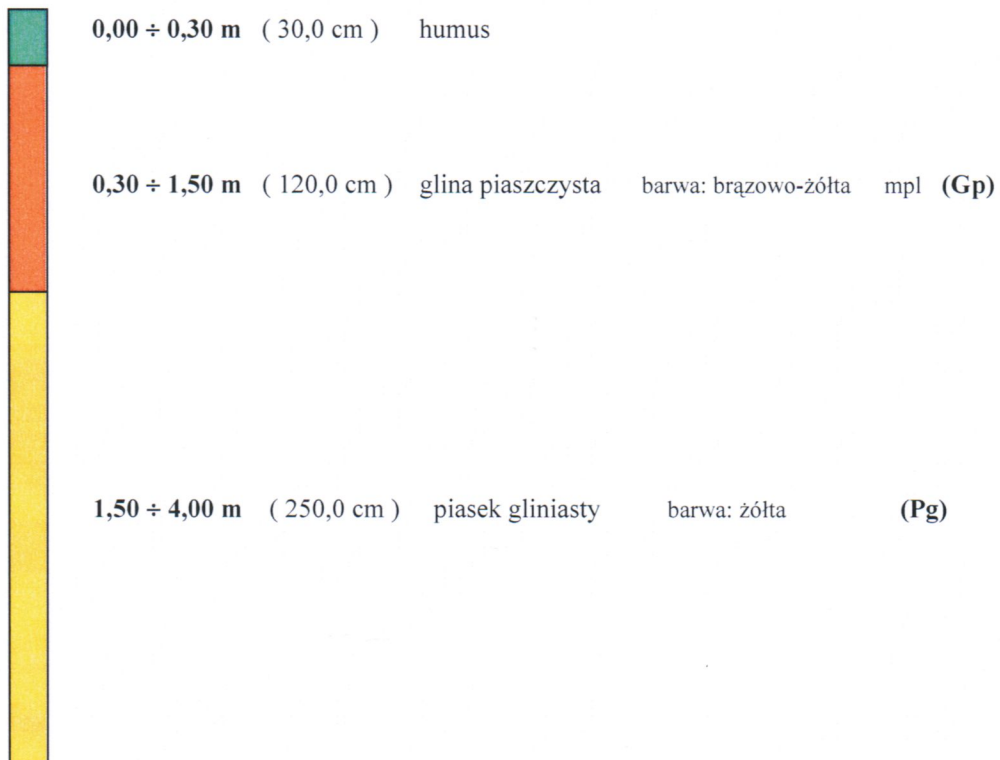 0,00 ÷ 0,30 m ( 30,0 cm ) humus
0,30 ÷ 1,50 m ( 120,0 cm ) glina piaszczysta barwa: brązowo-żółta mpl (Gp)
1,50 ÷ 4,00 m ( 250,0 cm ) piasek gliniasty barwa: żółta (Pg)